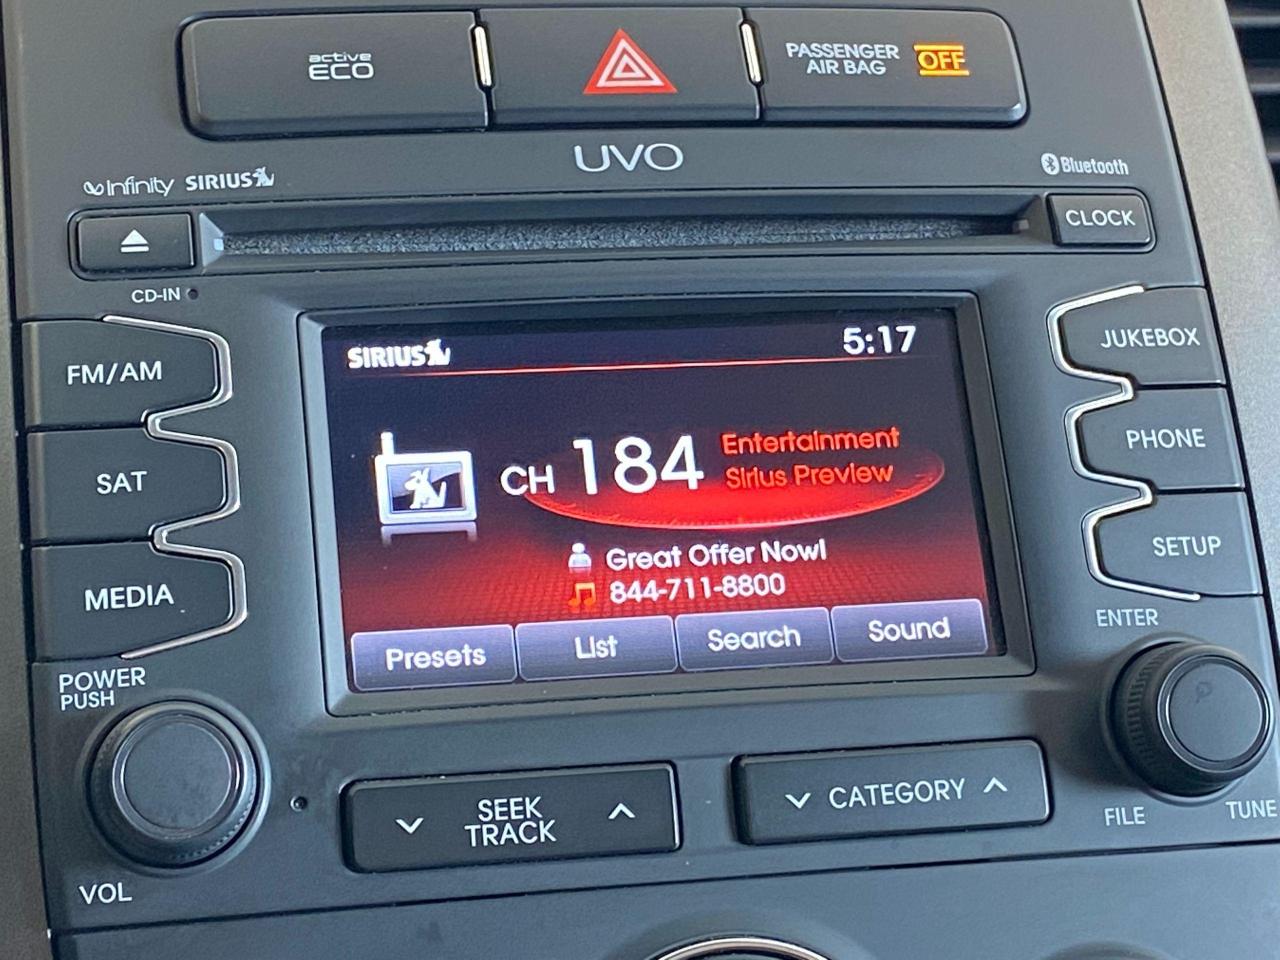 active
ECO
PASSENGER
AIR BAG
OFF
UVO
Infinity SIRIUS
Bluetooth
CLOCK
CD-IN
FM/AM
SAT
MEDIA
JUKEBOX
PHONE
SETUP
SIRIUS
5:17
CH 184
Entertainment
Sirius Preview
Great Offer Now!
844-711-8800
Presets
List
Search
Sound
POWER
PUSH
VOL
SEEK
TRACK
CATEGORY
ENTER
FILE
TUNE